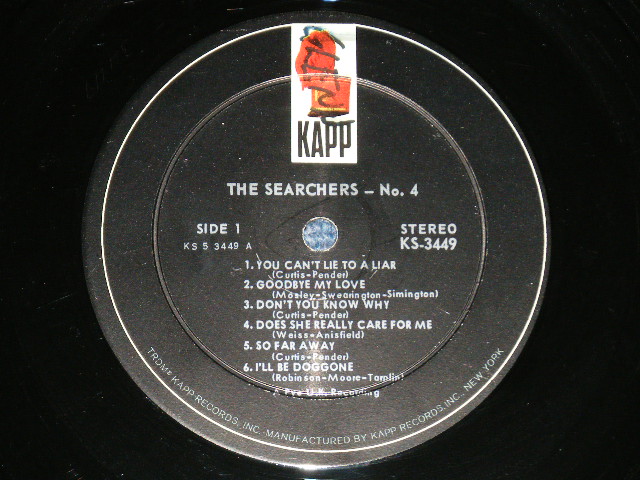 KAPP
THE SEARCHERS – No. 4
SIDE 1
STEREO
KS 5 3449 A
KS-3449
1. YOU CAN'T LIE TO A LIAR
(Curtis-Pender)
2. GOODBYE MY LOVE
(Mosley-Swearington-Simington)
3. DON'T YOU KNOW WHY
(Curtis-Pender)
4. DOES SHE REALLY CARE FOR ME
(Weiss-Anisfield)
5. SO FAR AWAY
(Curtis-Pender)
6. I'LL BE DOGGONE
(Robinson-Moore-Tarplin)
A Pye U.K. Recording
TRDMK KAPP RECORDS, INC.-MANUFACTURED BY KAPP RECORDS, INC. NEW YORK